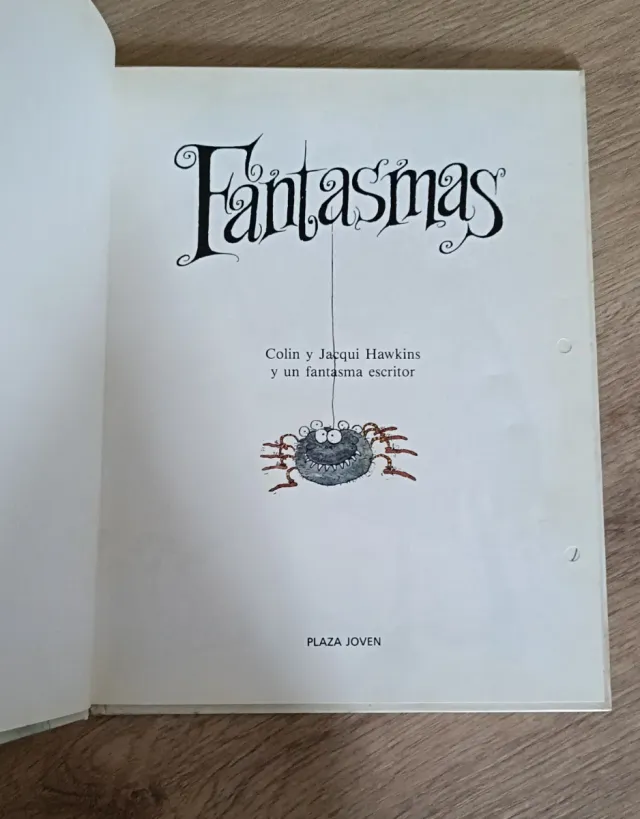 Fantasmas
Colin y Jacqui Hawkins
y un fantasma escritor
PLAZA JOVEN